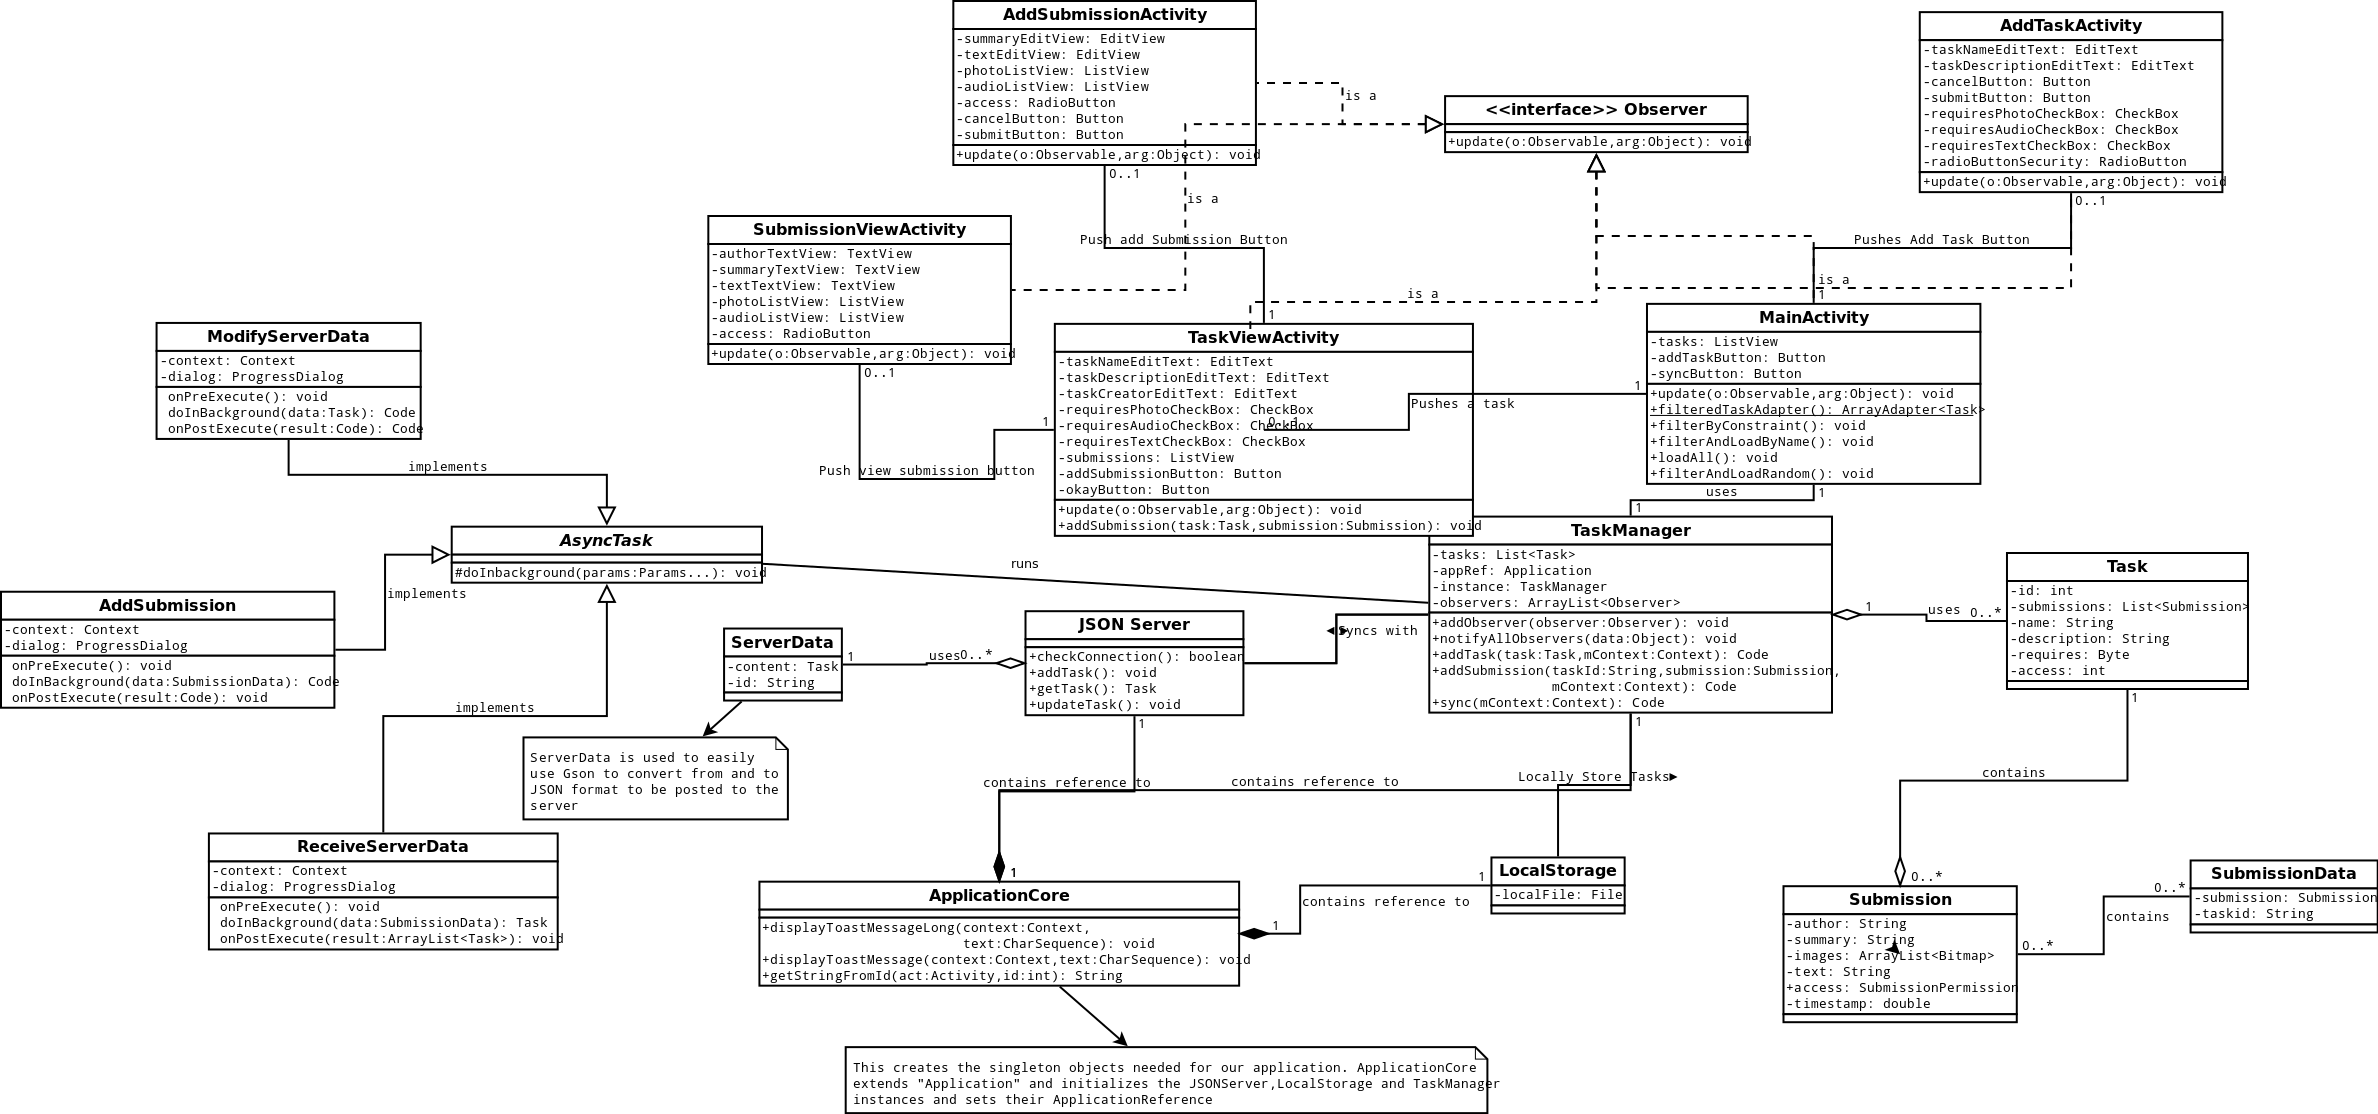 AddSubmissionActivity
-summaryEditView: EditView
-textEditView: EditView
-photoListView: ListView
-audioListView: ListView
-access: RadioButton
-cancelButton: Button
-submitButton: Button
+update(o:Observable,arg:Object): void
0..1
is a
<<interface>> Observer
+update(o:Observable,arg:Object): void
AddTaskActivity
-taskNameEditText: EditText
-taskDescriptionEditText: EditText
-cancelButton: Button
-submitButton: Button
-requiresPhotoCheckBox: CheckBox
-requiresAudioCheckBox: CheckBox
-requiresTextCheckBox: CheckBox
-radioButtonSecurity: RadioButton
+update(o:Observable,arg:Object): void
0..1
is a
Push add Submission Button
1
Pushes Add Task Button
is a
1
is a
SubmissionViewActivity
-authorTextView: TextView
-summaryTextView: TextView
-textTextView: TextView
-photoListView: ListView
-audioListView: ListView
-access: RadioButton
+update(o:Observable,arg:Object): void
0..1
1
Push view submission button
TaskViewActivity
-taskNameEditText: EditText
-taskDescriptionEditText: EditText
-taskCreatorEditText: EditText
-requiresPhotoCheckBox: CheckBox
-requiresAudioCheckBox: CheckBox
-requiresTextCheckBox: CheckBox
-submissions: ListView
-addSubmissionButton: Button
-okayButton: Button
+update(o:Observable,arg:Object): void
+addSubmission(task:Task,submission:Submission): void
0..1
Pushes a task
1
MainActivity
-tasks: ListView
-addTaskButton: Button
-syncButton: Button
+update(o:Observable,arg:Object): void
+filteredTaskAdapter(): ArrayAdapter<Task>
+filterByConstraint(): void
+filterAndLoadByName(): void
+loadAll(): void
+filterAndLoadRandom(): void
uses
1
1
ModifyServerData
-context: Context
-dialog: ProgressDialog
onPreExecute(): void
doInBackground(data:Task): Code
onPostExecute(result:Code): Code
implements
AsyncTask
#doInbackground(params:Params...): void
runs
implements
AddSubmission
-context: Context
-dialog: ProgressDialog
onPreExecute(): void
doInBackground(data:SubmissionData): Code
onPostExecute(result:Code): void
implements
ReceiveServerData
-context: Context
-dialog: ProgressDialog
onPreExecute(): void
doInBackground(data:SubmissionData): Task
onPostExecute(result:ArrayList<Task>): void
ServerData
-content: Task
-id: String
1
uses
0..*
ServerData is used to easily
use Gson to convert from and to
JSON format to be posted to the
server
JSON Server
+checkConnection(): boolean
+addTask(): void
+getTask(): Task
+updateTask(): void
1
Syncs with
TaskManager
-tasks: List<Task>
-appRef: Application
-instance: TaskManager
-observers: ArrayList<Observer>
+addObserver(observer:Observer): void
+notifyAllObservers(data:Object): void
+addTask(task:Task,mContext:Context): Code
+addSubmission(taskId:String,submission:Submission,
mContext:Context): Code
+sync(mContext:Context): Code
1
1
uses
0..*
Task
-id: int
-submissions: List<Submission>
-name: String
-description: String
-requires: Byte
-access: int
1
contains
contains reference to
contains reference to
Locally Store Tasks
1
ApplicationCore
+displayToastMessageLong(context:Context,
text:CharSequence): void
+displayToastMessage(context:Context,text:CharSequence): void
+getStringFromId(act:Activity,id:int): String
1
contains reference to
1
LocalStorage
-localFile: File
0..*
Submission
-author: String
-summary: String
-images: ArrayList<Bitmap>
-text: String
+access: SubmissionPermission
-timestamp: double
0..*
contains
0..*
SubmissionData
-submission: Submission
-taskid: String
This creates the singleton objects needed for our application. ApplicationCore
extends "Application" and initializes the JSONServer,LocalStorage and TaskManager
instances and sets their ApplicationReference